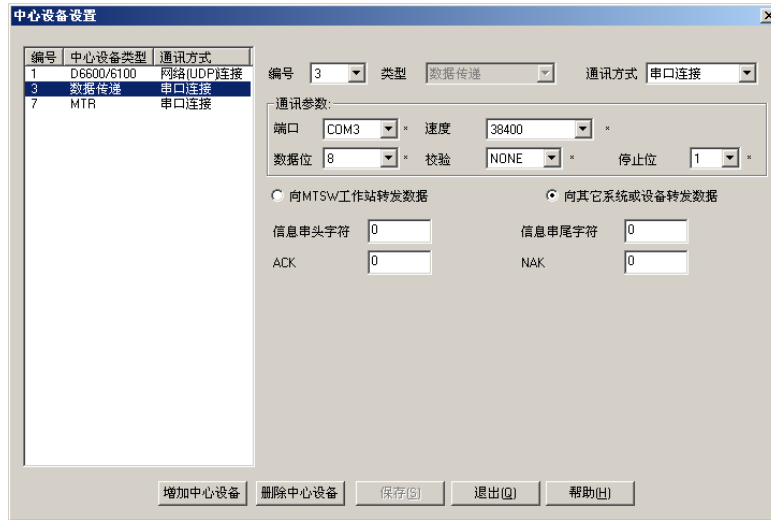 中心设备设置
编号 中心设备类型 通讯方式
1 D6600/6100 网络(UDP)连接
3 数据传递 串口连接
7 MTR 串口连接
编号 3 类型 数据传递 通讯方式 串口连接
通讯参数:
端口 COM3 * 速度 38400 *
数据位 8 * 校验 NONE * 停止位 1 *
向MTSW工作站转发数据 向其它系统或设备转发数据
信息串头字符 0 信息串尾字符 0
ACK 0 NAK 0
增加中心设备 删除中心设备 保存(S) 退出(Q) 帮助(H)